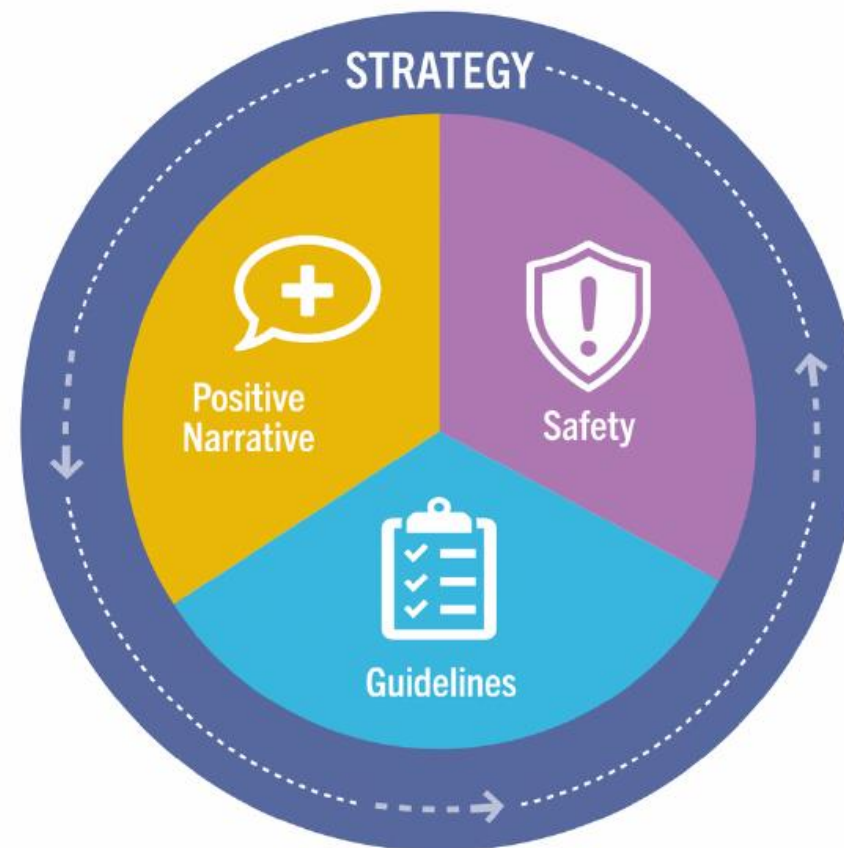 STRATEGY
Positive
Narrative
Safety
Guidelines